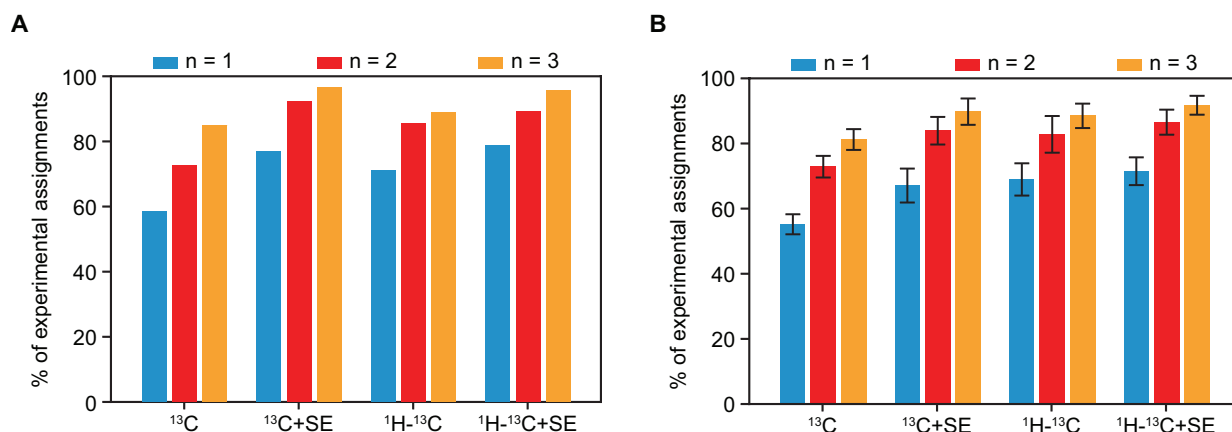 A
n = 1 n = 2 n = 3
% of experimental assignments
100
80
60
40
20
0
¹³C ¹³C+SE ¹H-¹³C ¹H-¹³C+SE
B
n = 1 n = 2 n = 3
% of experimental assignments
100
80
60
40
20
0
¹³C ¹³C+SE ¹H-¹³C ¹H-¹³C+SE